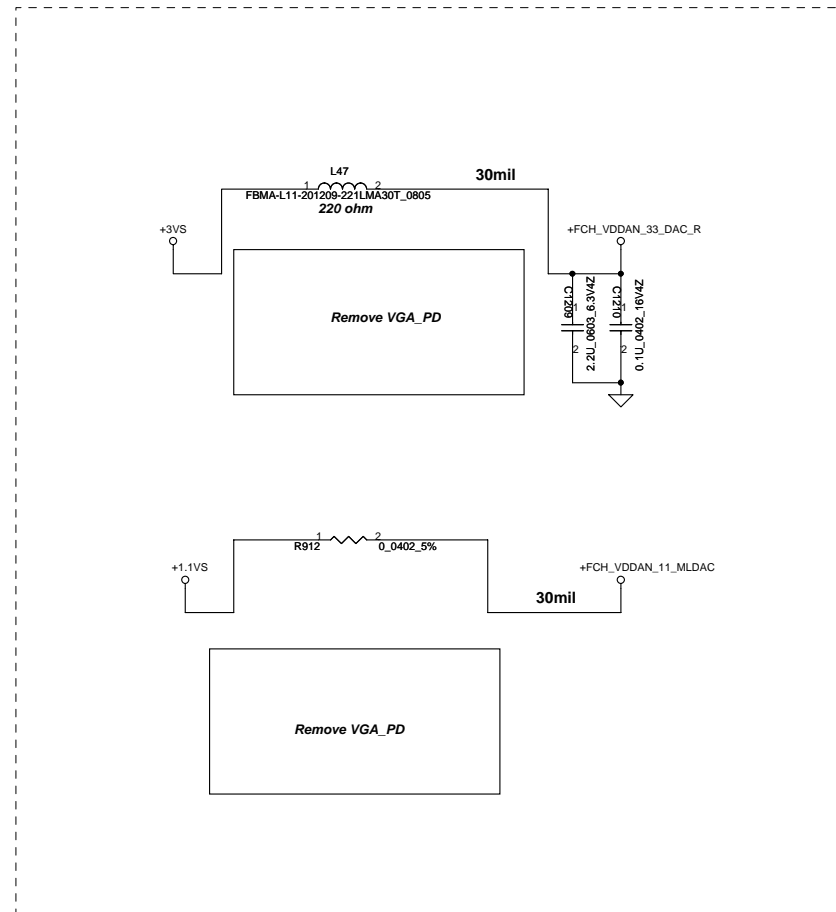 L47
30mil
1 2
FBMA-L11-201209-221LMA30T_0805
220 ohm
+3VS
+FCH_VDDAN_33_DAC_R
Remove VGA_PD
C1209
1
2
2.2U_0603_6.3V4Z
C1210
1
2
0.1U_0402_16V4Z
1 2
R912 0_0402_5%
+1.1VS
+FCH_VDDAN_11_MLDAC
30mil
Remove VGA_PD